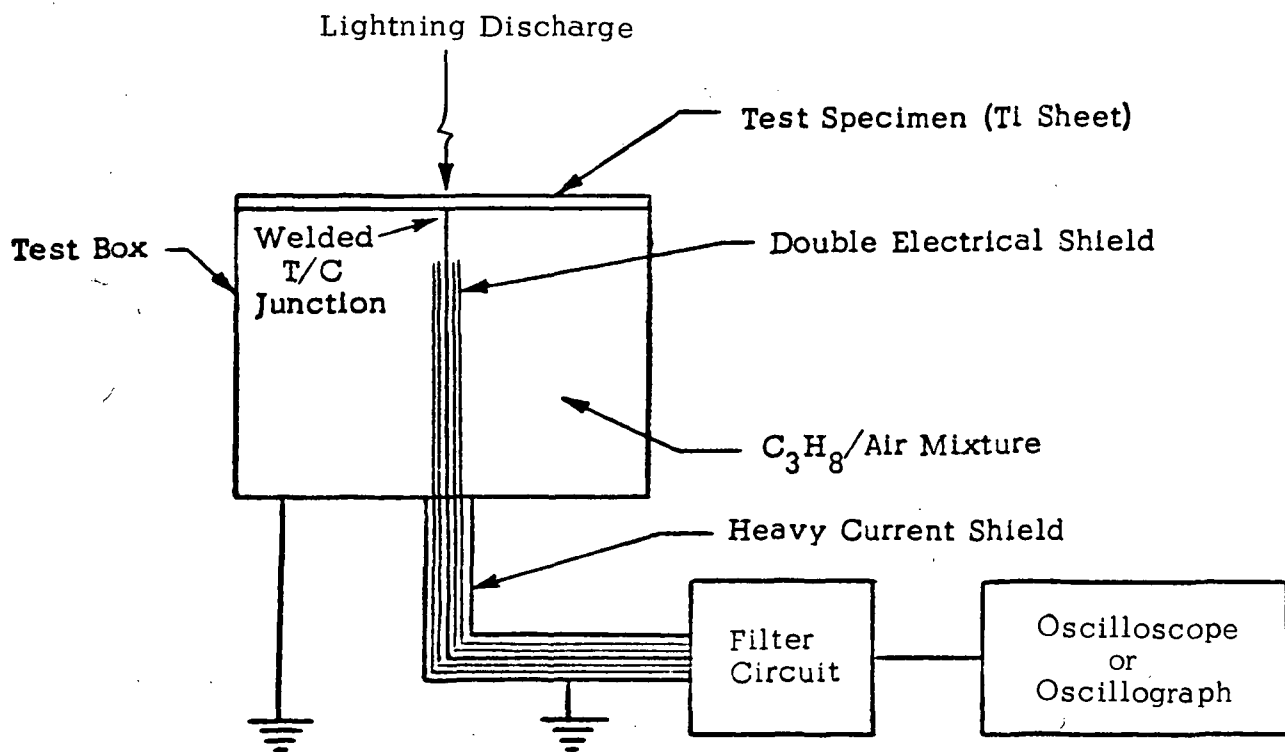 Lightning Discharge
Test Specimen (Ti Sheet)
Welded
T/C
Junction
Test Box
Double Electrical Shield
C₃H₈/Air Mixture
Heavy Current Shield
Filter
Circuit
Oscilloscope
or
Oscillograph